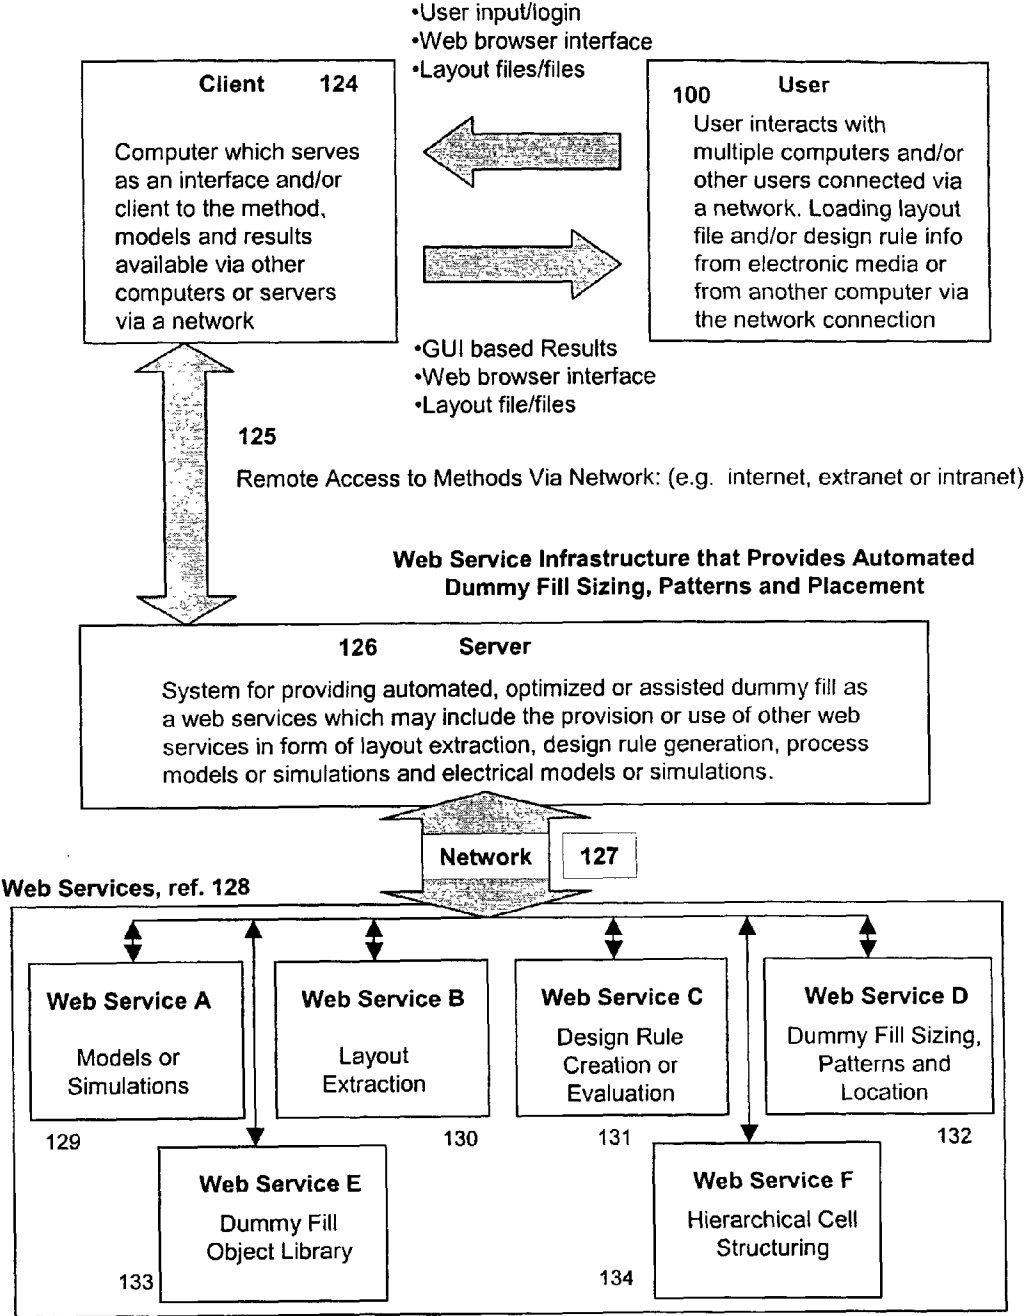 •User input/login
•Web browser interface
•Layout files/files
Client 124
Computer which serves
as an interface and/or
client to the method,
models and results
available via other
computers or servers
via a network
100 User
User interacts with
multiple computers and/or
other users connected via
a network. Loading layout
file and/or design rule info
from electronic media or
from another computer via
the network connection
•GUI based Results
•Web browser interface
•Layout file/files
125
Remote Access to Methods Via Network: (e.g. internet, extranet or intranet)
Web Service Infrastructure that Provides Automated
Dummy Fill Sizing, Patterns and Placement
126 Server
System for providing automated, optimized or assisted dummy fill as
a web services which may include the provision or use of other web
services in form of layout extraction, design rule generation, process
models or simulations and electrical models or simulations.
Network 127
Web Services, ref. 128
Web Service A
Models or
Simulations
129
Web Service B
Layout
Extraction
130
Web Service C
Design Rule
Creation or
Evaluation
131
Web Service D
Dummy Fill Sizing,
Patterns and
Location
132
Web Service E
Dummy Fill
Object Library
133
Web Service F
Hierarchical Cell
Structuring
134